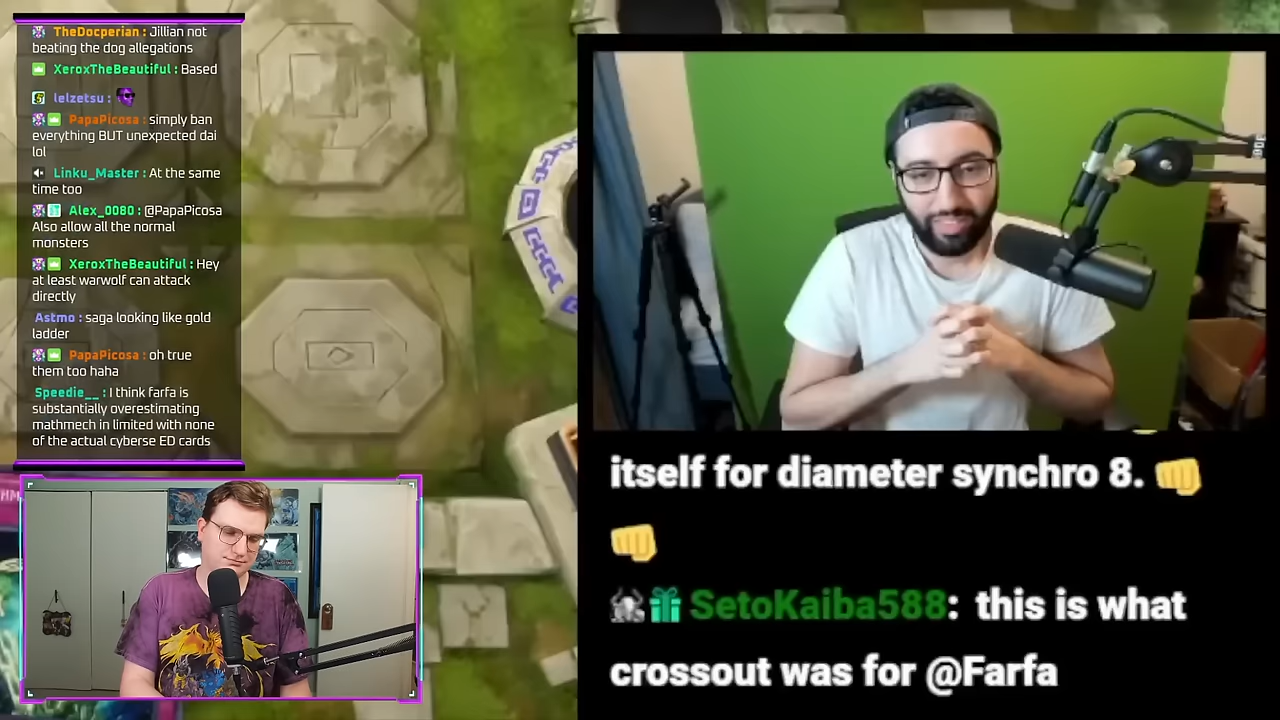 TheDocperian : Jillian not
beating the dog allegations
XeroxTheBeautiful : Based
lelzetsu :
PapaPicosa : simply ban
everything BUT unexpected dai
lol
Linku_Master : At the same
time too
Alex_0080 : @PapaPicosa
Also allow all the normal
monsters
XeroxTheBeautiful : Hey
at least warwolf can attack
directly
Astmo : saga looking like gold
ladder
PapaPicosa : oh true
them too haha
Speedie__ : I think farfa is
substantially overestimating
mathmech in limited with none
of the actual cyberse ED cards
itself for diameter synchro 8. 👊
👊
SetoKaiba588: this is what
crossout was for @Farfa